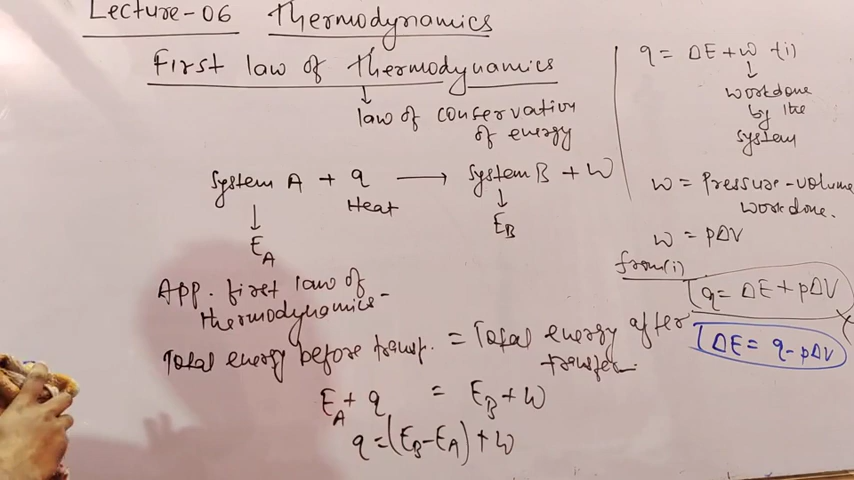 Lecture-06 Thermodynamics
First law of Thermodynamics
↓
law of conservation
of energy
System A + q → System B + W
Heat
↓ ↓
E_A E_B
App. first law of
thermodynamics-
Total energy before transf. = Total energy after
transfer
E_A + q = E_B + W
q = (E_B - E_A) + W
q = ΔE + W -(i)
↓
workdone
by the
system
W = Pressure-volume
workdone.
W = PΔV
from(i)
q = ΔE + PΔV
ΔE = q - PΔV